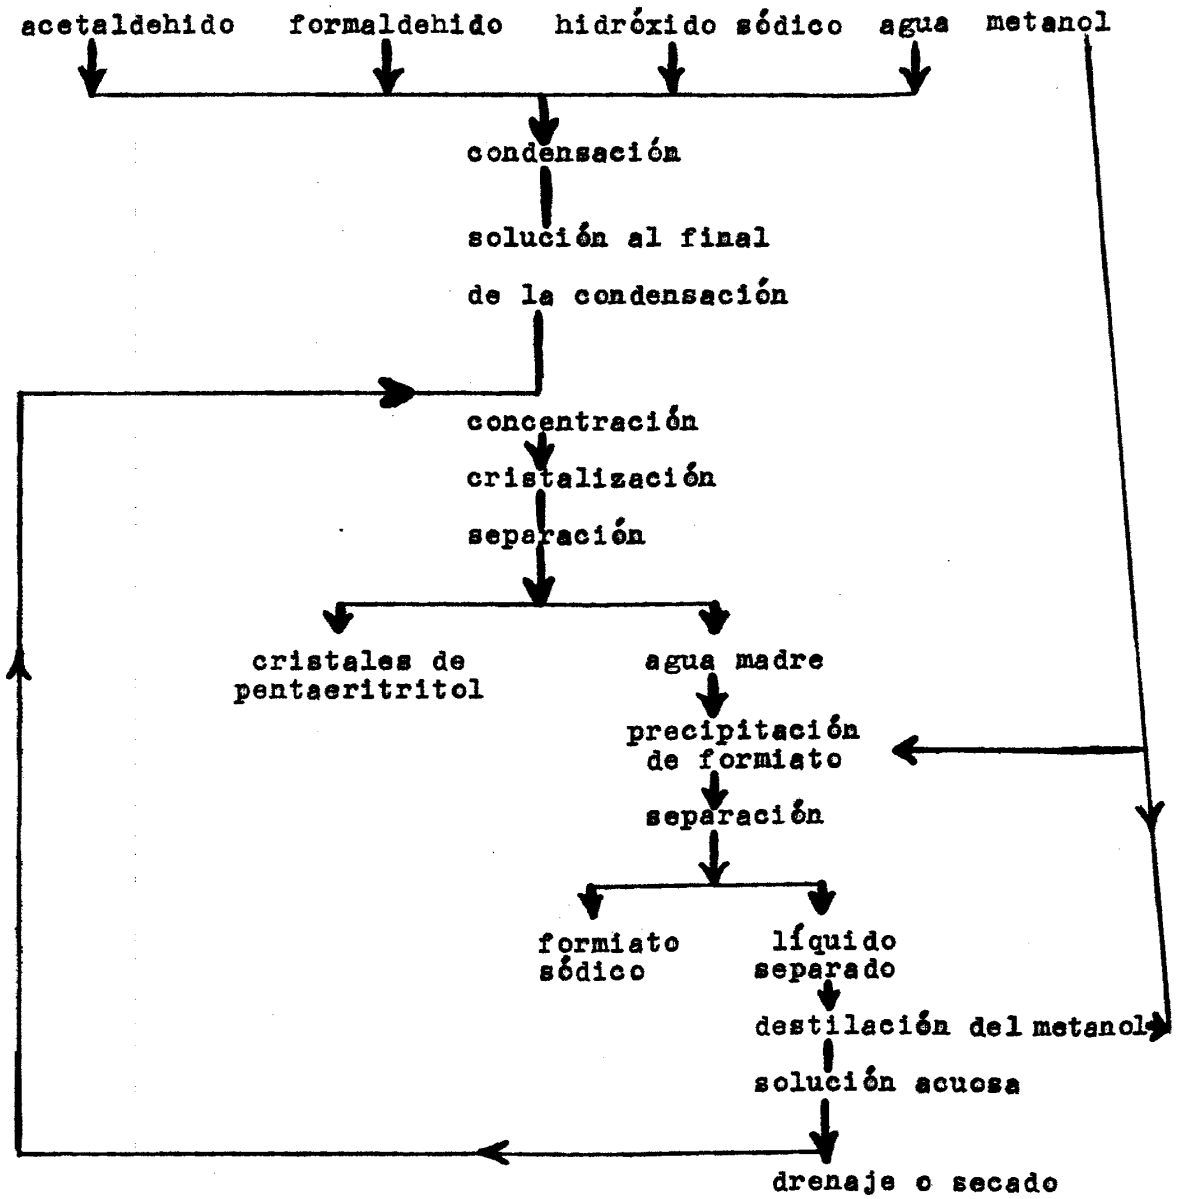 acetaldehido formaldehido hidróxido sódico agua metanol
condensación
solución al final
de la condensación
concentración
cristalización
separación
cristales de
pentaeritritol
agua madre
precipitación
de formiato
separación
formiato
sódico
líquido
separado
destilación del metanol
solución acuosa
drenaje o secado